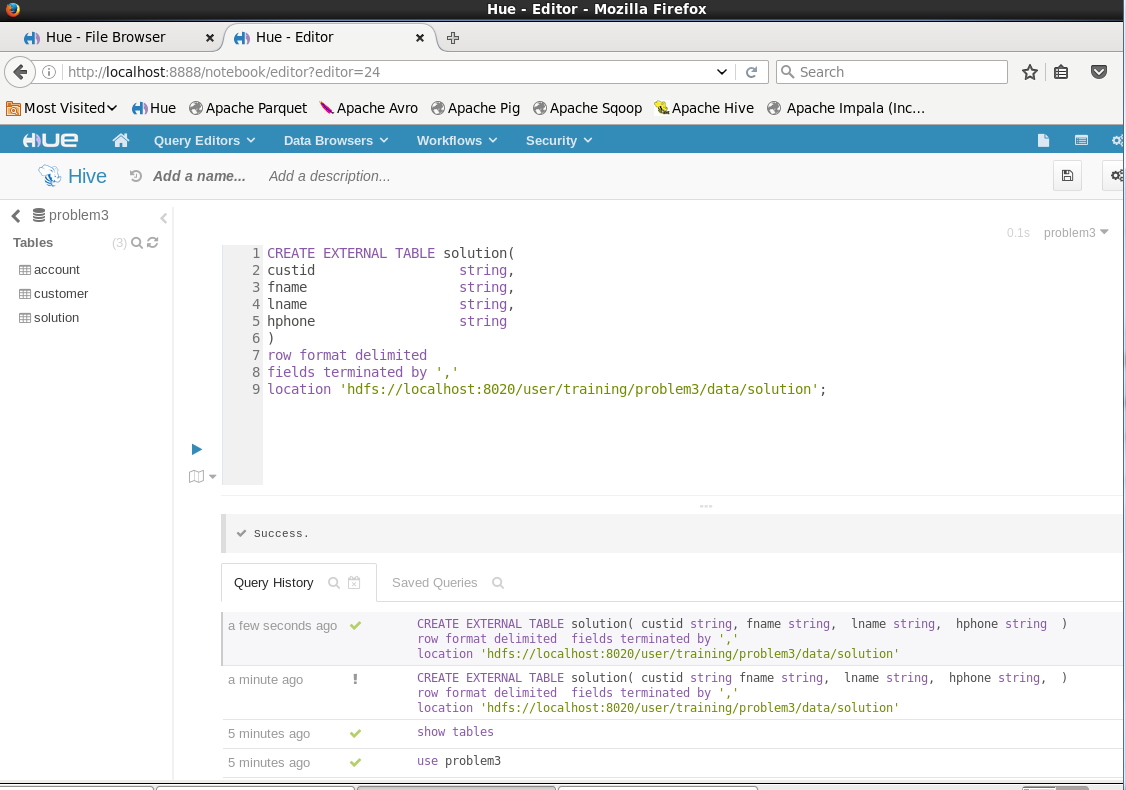 Hue - Editor - Mozilla Firefox
Hue - File Browser
Hue - Editor
http://localhost:8888/notebook/editor?editor=24
Search
Most Visited Hue Apache Parquet Apache Avro Apache Pig Apache Sqoop Apache Hive Apache Impala (Inc...
HUE Query Editors Data Browsers Workflows Security
Hive Add a name... Add a description...
problem3
Tables (3)
account
customer
solution
0.1s problem3
1 CREATE EXTERNAL TABLE solution(
2 custid string,
3 fname string,
4 lname string,
5 hphone string
6 )
7 row format delimited
8 fields terminated by ','
9 location 'hdfs://localhost:8020/user/training/problem3/data/solution';
Success.
Query History Saved Queries
a few seconds ago CREATE EXTERNAL TABLE solution( custid string, fname string, lname string, hphone string )
row format delimited fields terminated by ','
location 'hdfs://localhost:8020/user/training/problem3/data/solution'
a minute ago ! CREATE EXTERNAL TABLE solution( custid string fname string, lname string, hphone string, )
row format delimited fields terminated by ','
location 'hdfs://localhost:8020/user/training/problem3/data/solution'
5 minutes ago show tables
5 minutes ago use problem3